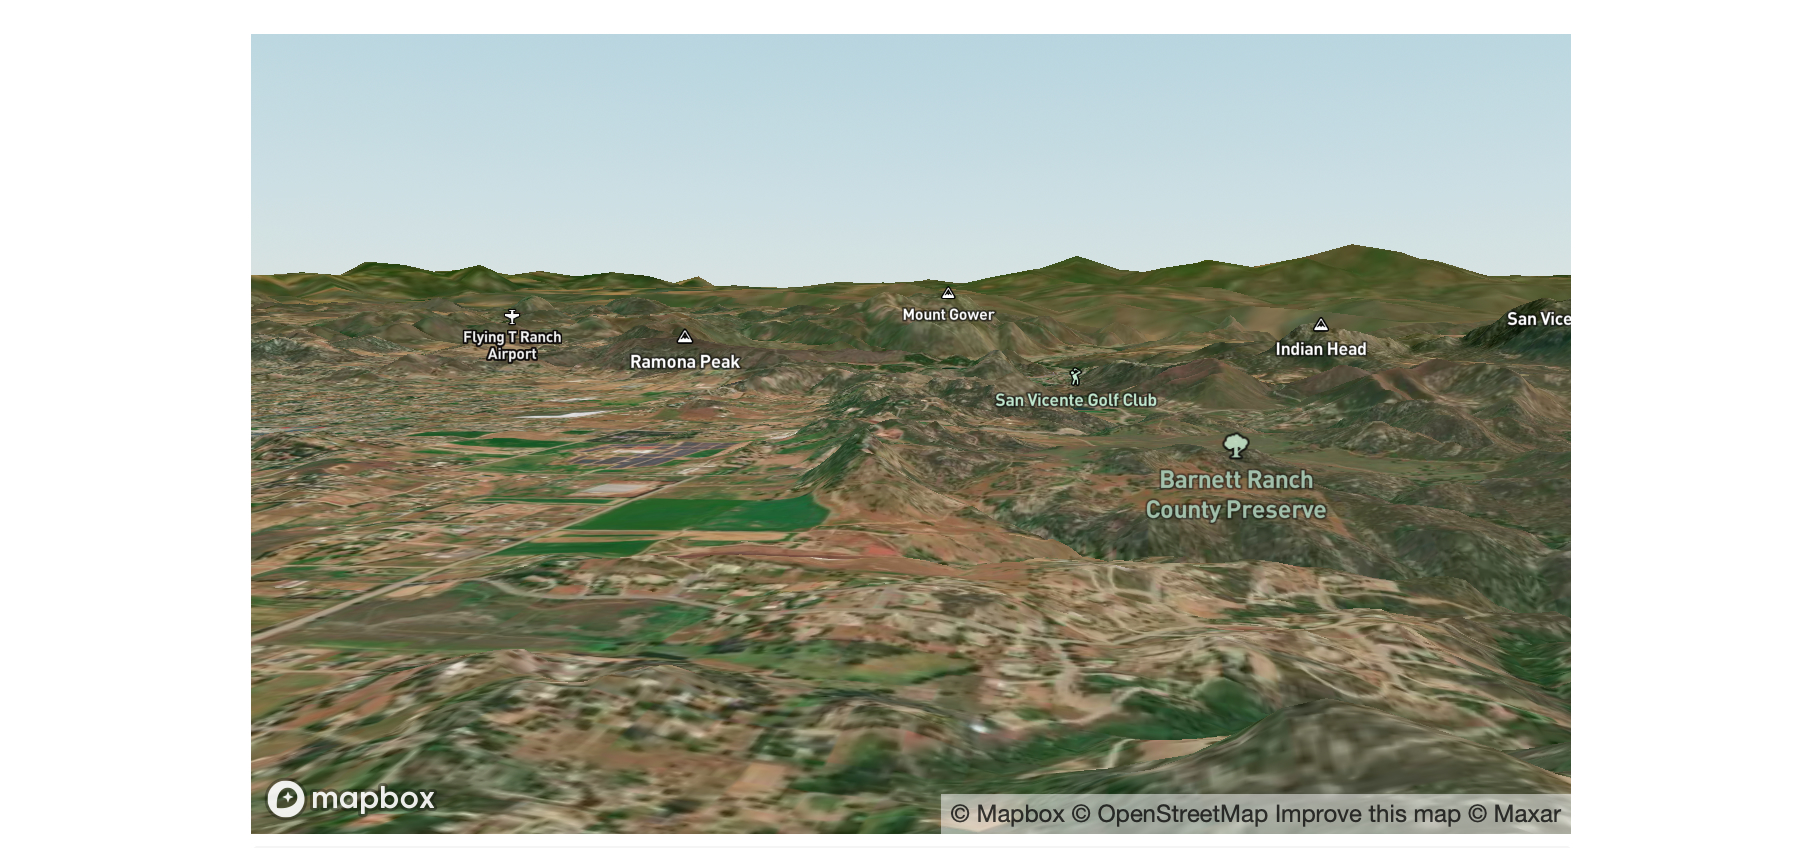 Mount Gower
San Vice
Flying T Ranch
Airport
Ramona Peak
Indian Head
San Vicente Golf Club
Barnett Ranch
County Preserve
mapbox
© Mapbox © OpenStreetMap Improve this map © Maxar